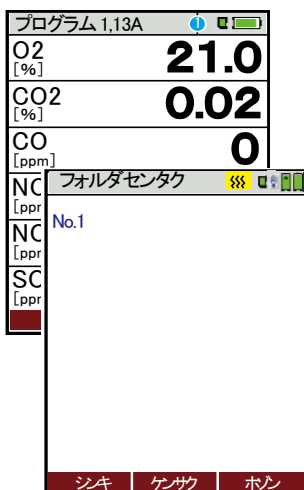 プログラム 1,13A 1
O2 21.0
[%]
CO2 0.02
[%]
CO 0
[ppm]
フォルダセンタク
No.1
シンキ ケンサク ホゾン